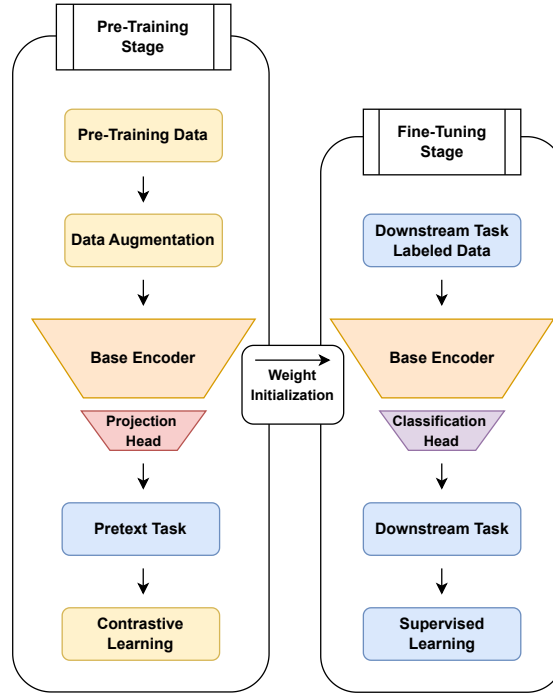 Pre-Training
Stage
Pre-Training Data
Data Augmentation
Base Encoder
Projection
Head
Pretext Task
Contrastive
Learning
Weight
Initialization
Fine-Tuning
Stage
Downstream Task
Labeled Data
Base Encoder
Classification
Head
Downstream Task
Supervised
Learning